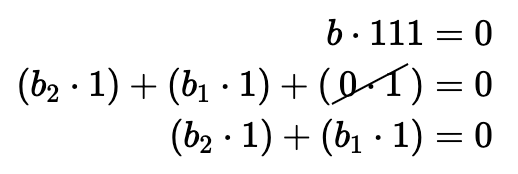 b · 111 = 0
(b₂ · 1) + (b₁ · 1) + (0 · 1) = 0
(b₂ · 1) + (b₁ · 1) = 0